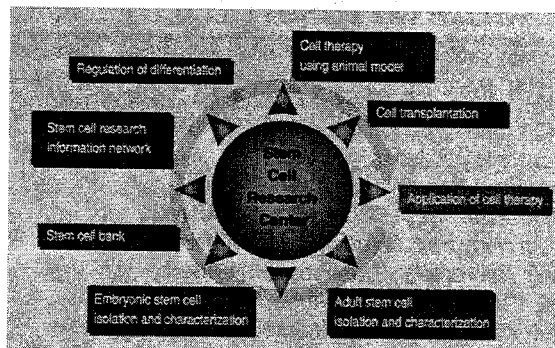 Cell therapy
using animal model
Regulation of differentiation
Cell transplantation
Stem cell research
information network
Stem
Cell
Research
Center
Application of cell therapy
Stem cell bank
Embryonic stem cell
isolation and characterization
Adult stem cell
isolation and characterization